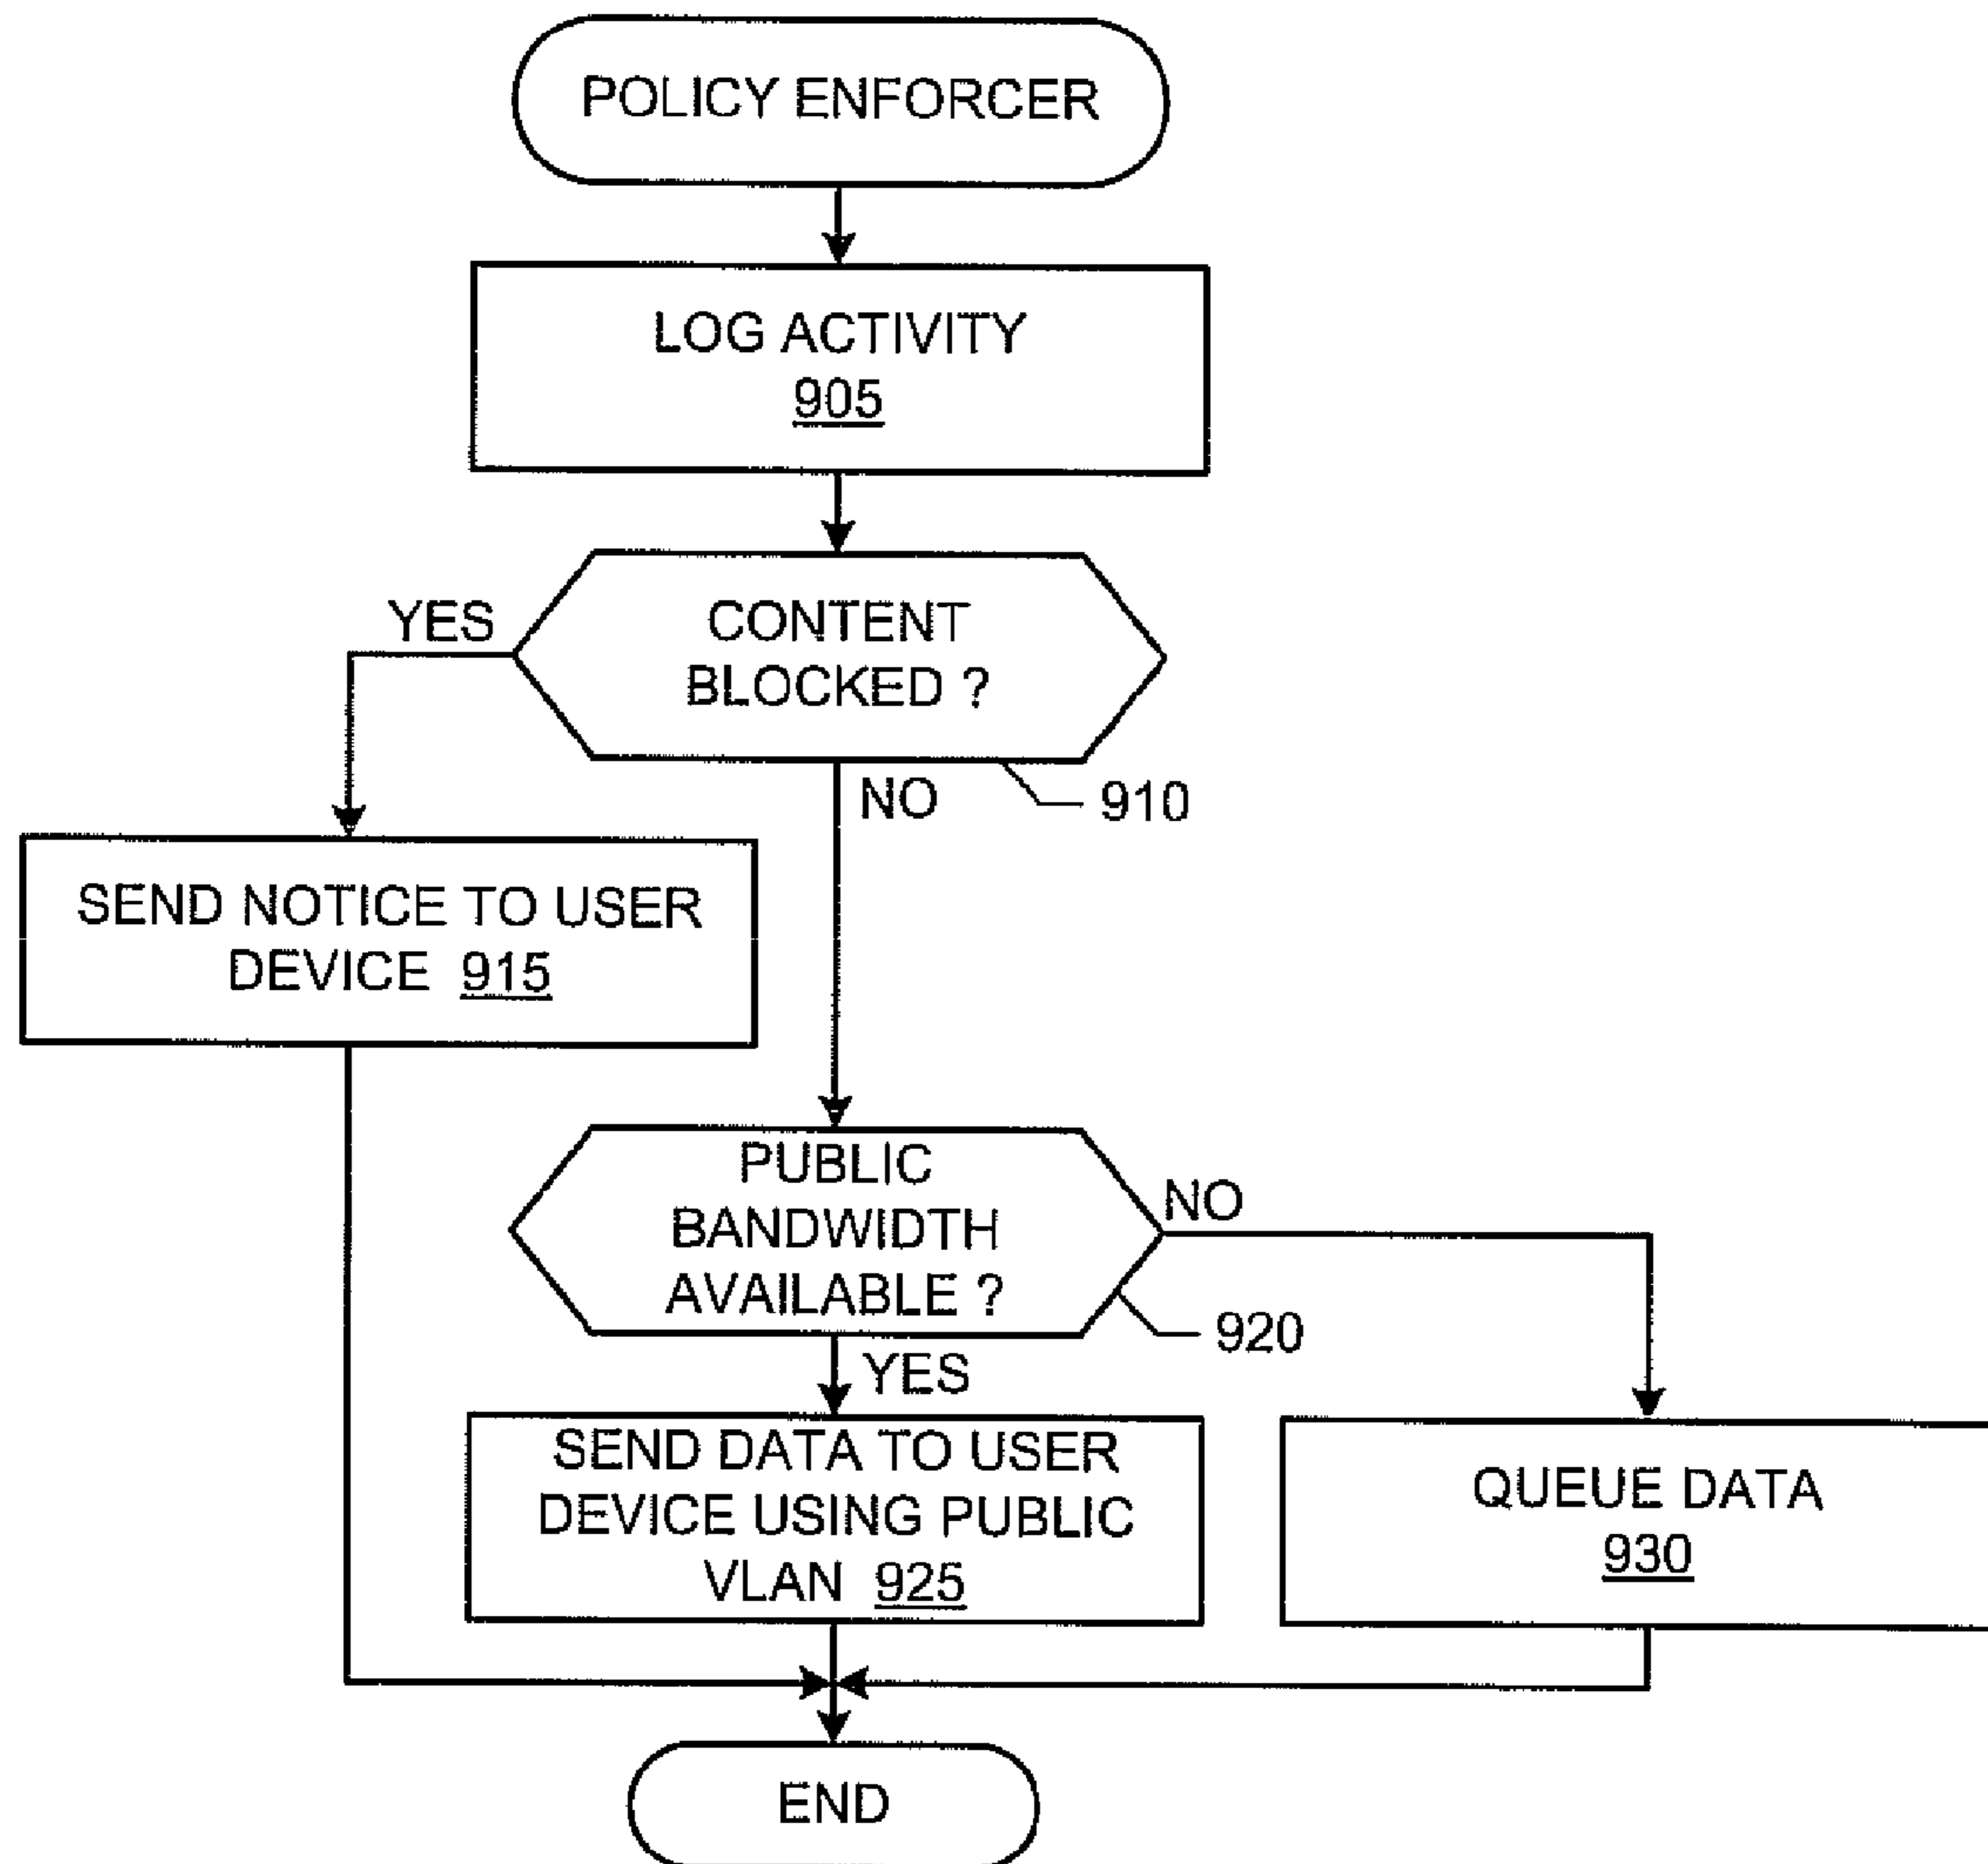 POLICY ENFORCER
LOG ACTIVITY
905
CONTENT
BLOCKED ?
YES
NO
910
SEND NOTICE TO USER
DEVICE 915
PUBLIC
BANDWIDTH
AVAILABLE ?
NO
920
YES
SEND DATA TO USER
DEVICE USING PUBLIC
VLAN 925
QUEUE DATA
930
END